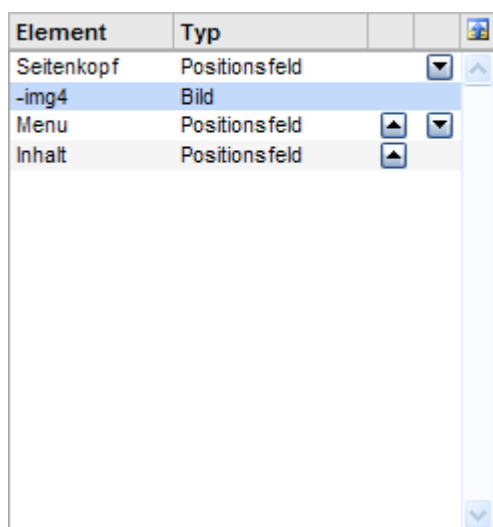 Element Typ
Seitenkopf Positionsfeld
-img4 Bild
Menu Positionsfeld
Inhalt Positionsfeld